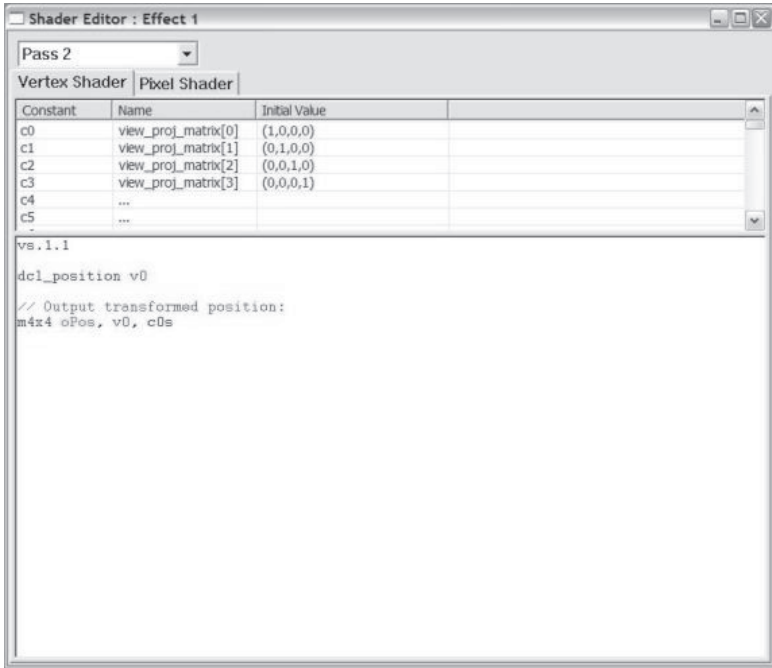 Shader Editor : Effect 1
Pass 2
Vertex Shader Pixel Shader
Constant Name Initial Value
c0 view_proj_matrix[0] (1,0,0,0)
c1 view_proj_matrix[1] (0,1,0,0)
c2 view_proj_matrix[2] (0,0,1,0)
c3 view_proj_matrix[3] (0,0,0,1)
c4 ...
c5 ...
vs.1.1
dcl_position v0
// Output transformed position:
m4x4 oPos, v0, c0s